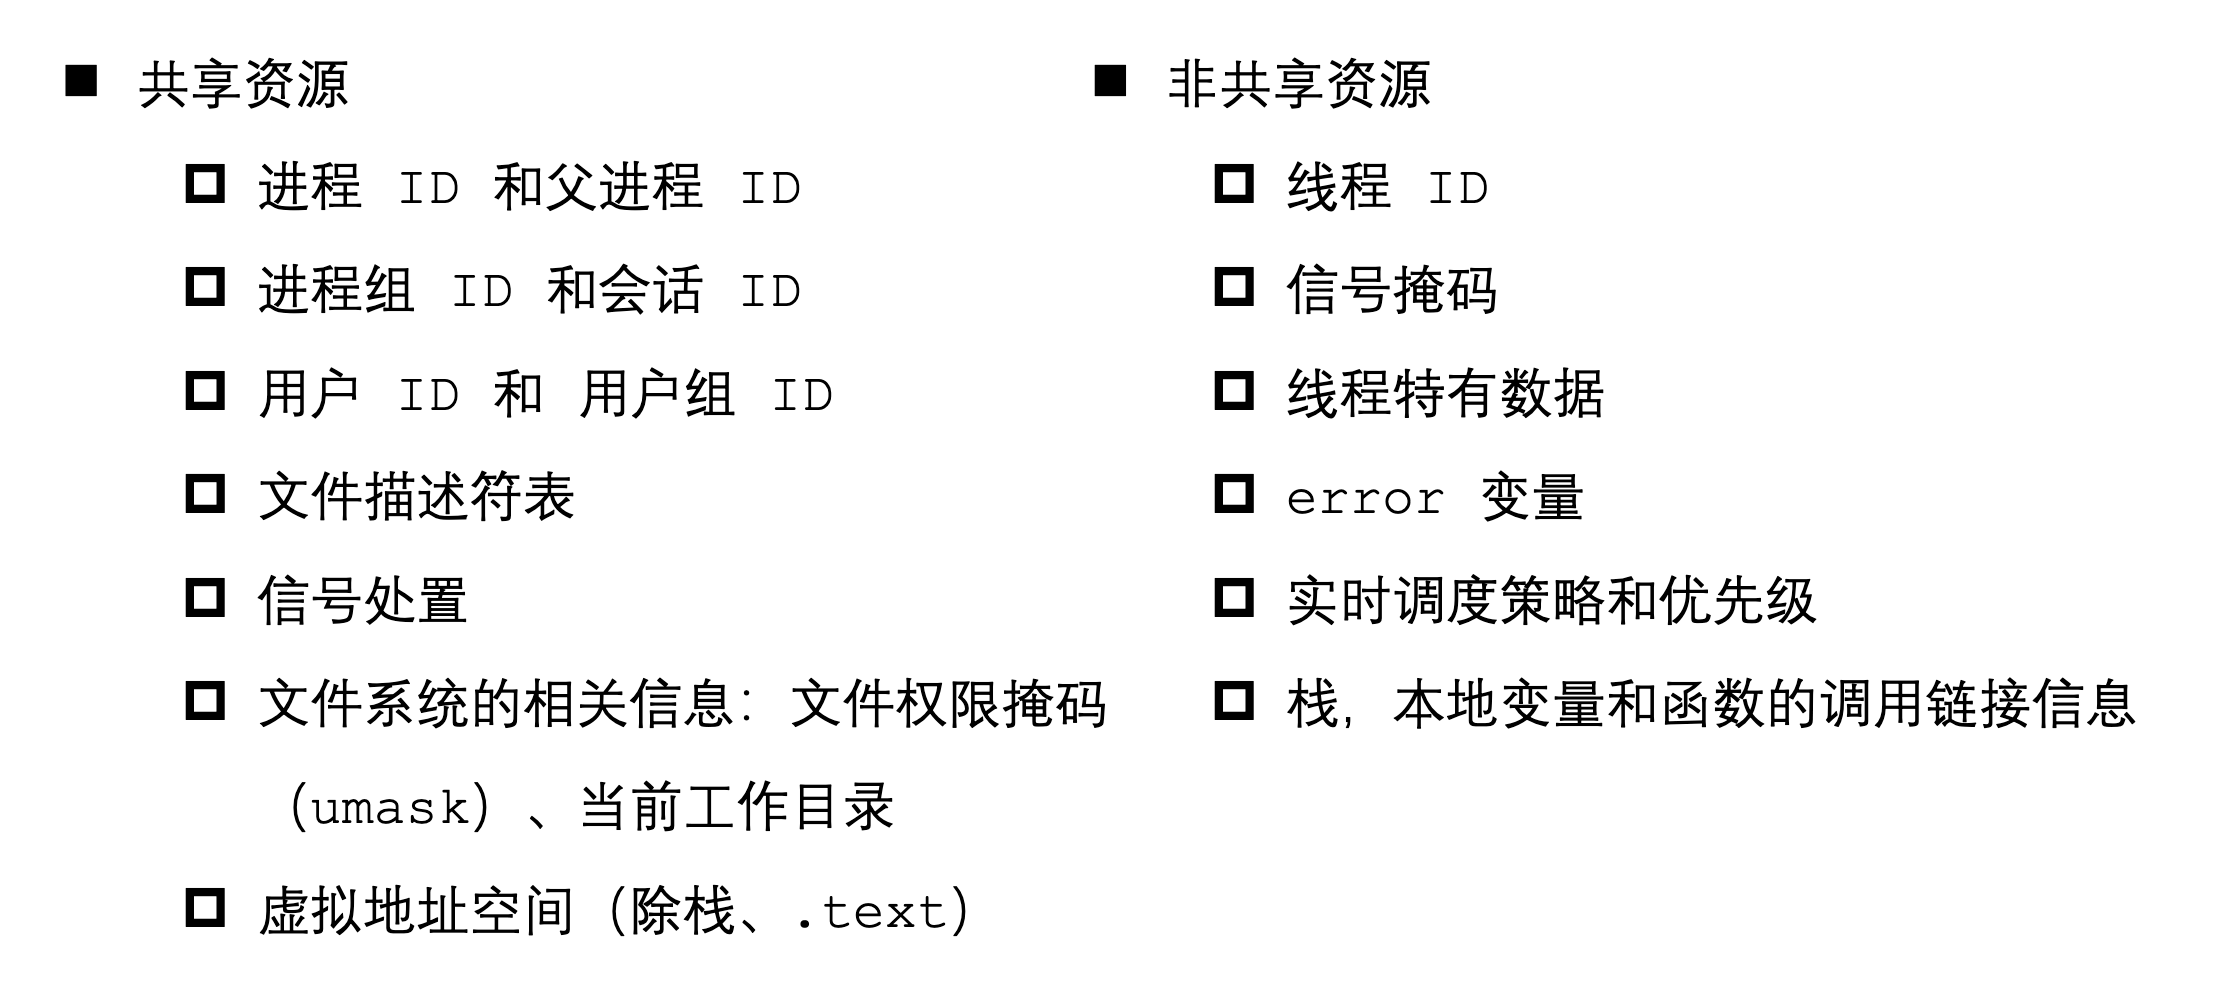 ■ 共享资源
□ 进程 ID 和父进程 ID
□ 进程组 ID 和会话 ID
□ 用户 ID 和 用户组 ID
□ 文件描述符表
□ 信号处置
□ 文件系统的相关信息：文件权限掩码
（umask）、当前工作目录
□ 虚拟地址空间（除栈、.text）
■ 非共享资源
□ 线程 ID
□ 信号掩码
□ 线程特有数据
□ error 变量
□ 实时调度策略和优先级
□ 栈，本地变量和函数的调用链接信息